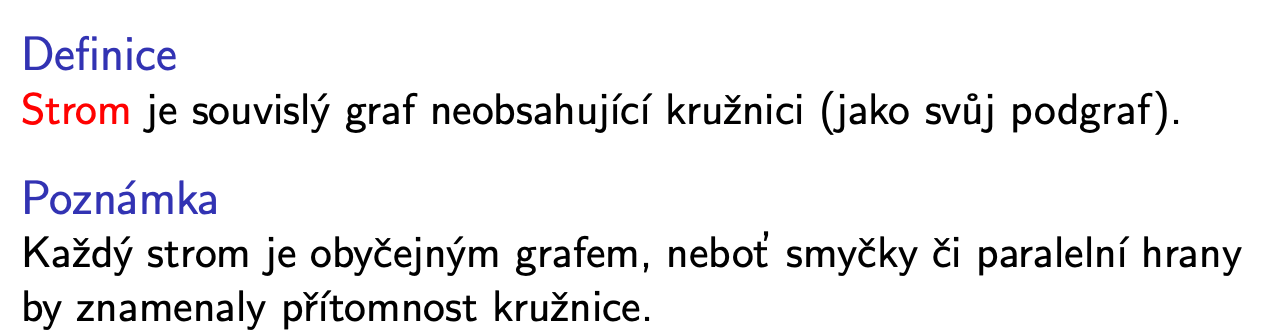 Definice
Strom je souvislý graf neobsahující kružnici (jako svůj podgraf).
Poznámka
Každý strom je obyčejným grafem, neboť smyčky či paralelní hrany
by znamenaly přítomnost kružnice.